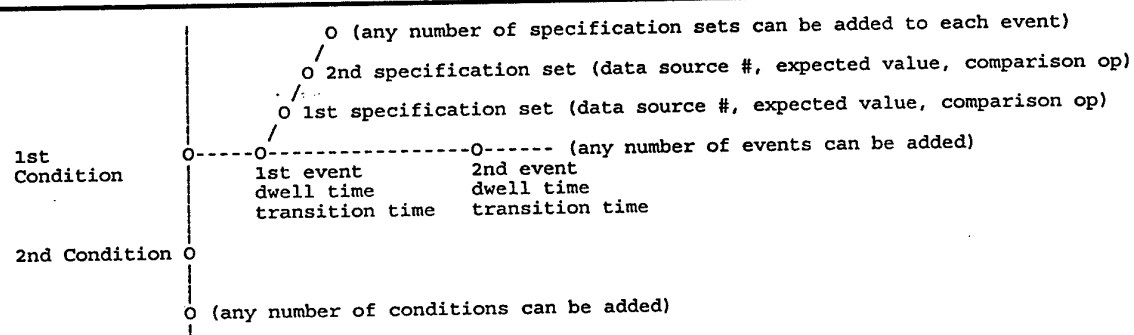 O (any number of specification sets can be added to each event)
O 2nd specification set (data source #, expected value, comparison op)
O 1st specification set (data source #, expected value, comparison op)
1st O-----O-----------------O------ (any number of events can be added)
Condition 1st event 2nd event
dwell time dwell time
transition time transition time
2nd Condition O
O (any number of conditions can be added)